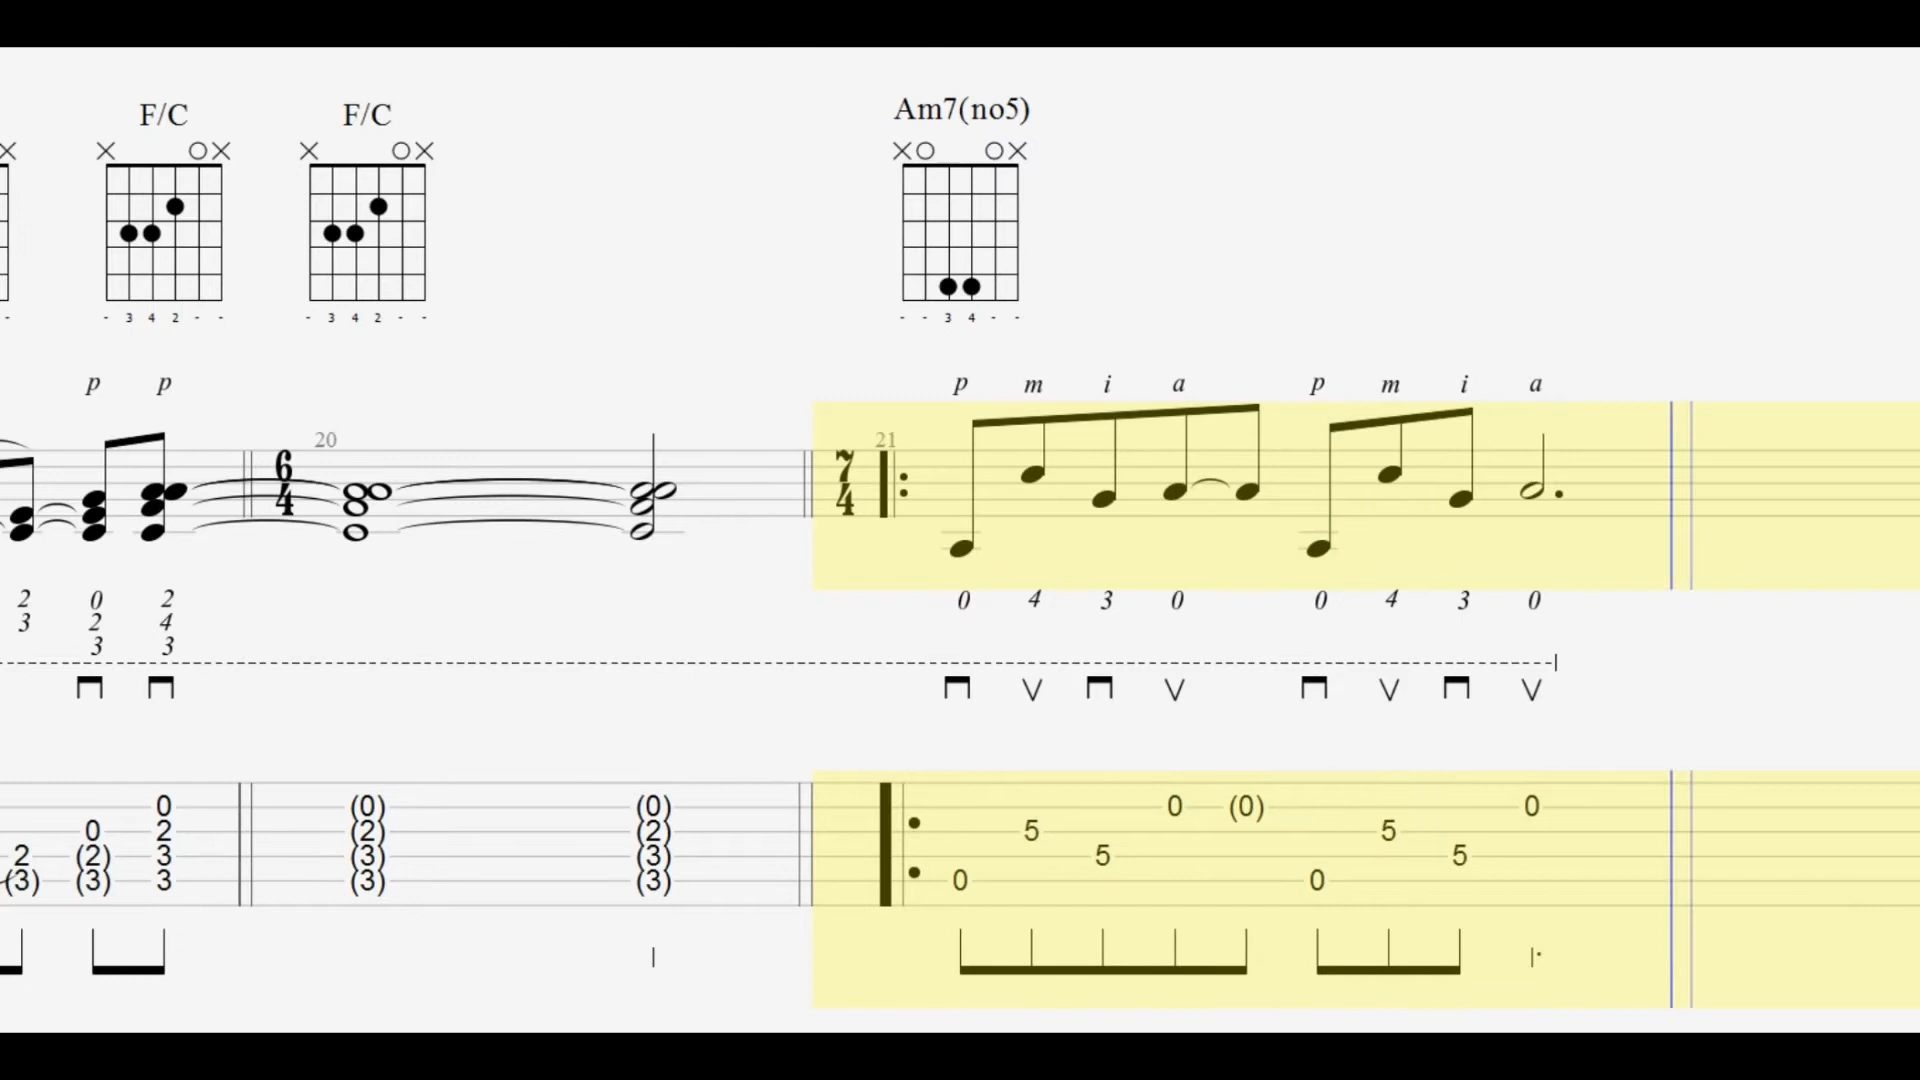 F/C F/C Am7(no5)
- 3 4 2 - - - 3 4 2 - - - - 3 4 - -
p p p m i a p m i a
20 21
6 7
4 4
2 0 2 0 4 3 0 0 4 3 0
3 2 4
3 3
0 (0) (0) 0 (0) 0
0 2 (2) (2) 5 5
2 (2) 3 (3) (3) 5 5
(3) (3) 3 (3) (3) 0 0